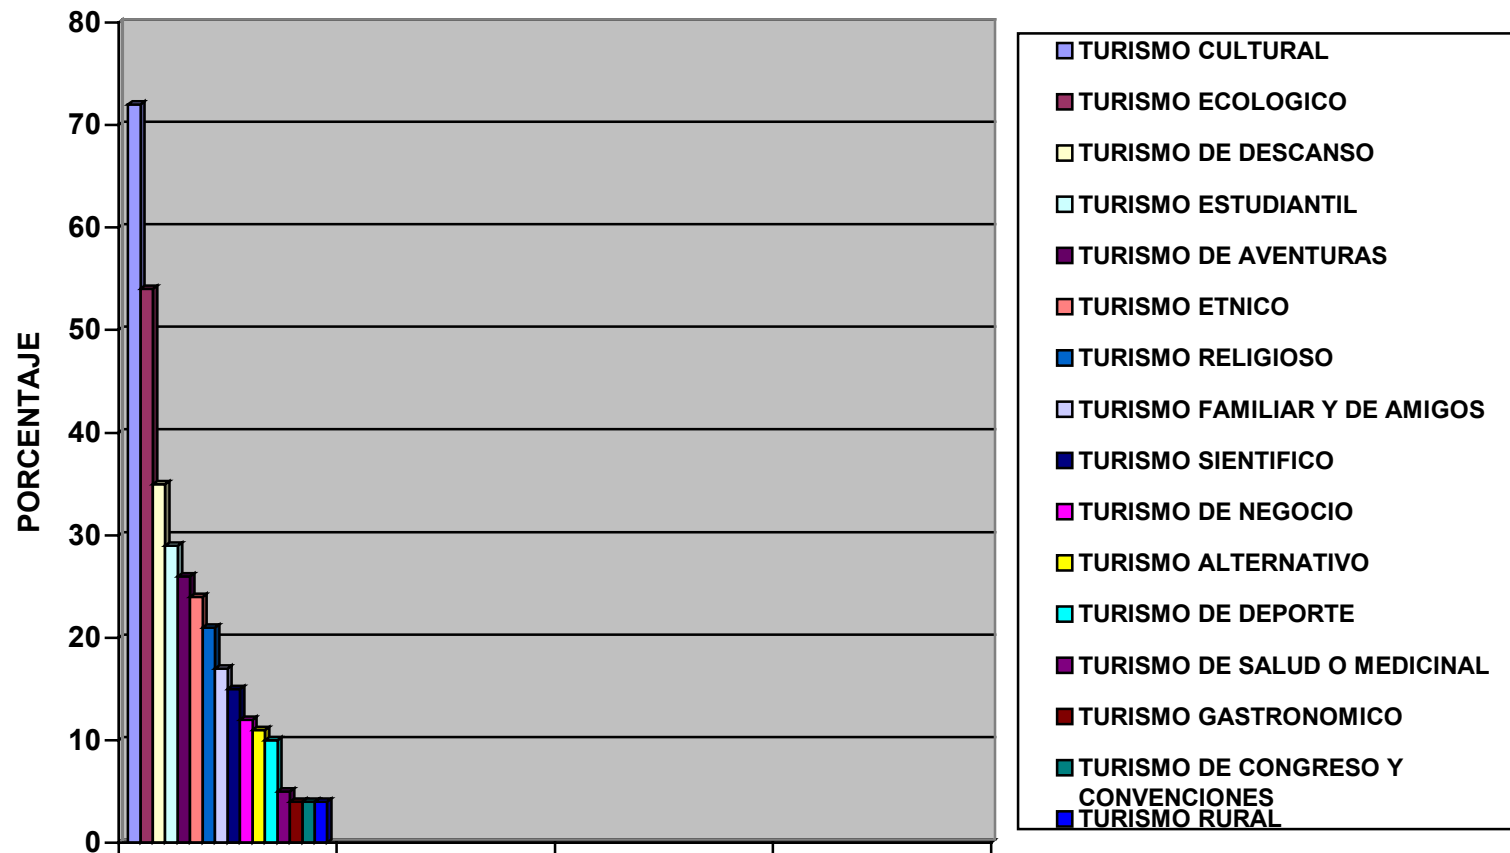 80
70
60
50
40
30
20
10
0
PORCENTAJE
TURISMO CULTURAL
TURISMO ECOLOGICO
TURISMO DE DESCANSO
TURISMO ESTUDIANTIL
TURISMO DE AVENTURAS
TURISMO ETNICO
TURISMO RELIGIOSO
TURISMO FAMILIAR Y DE AMIGOS
TURISMO SIENTIFICO
TURISMO DE NEGOCIO
TURISMO ALTERNATIVO
TURISMO DE DEPORTE
TURISMO DE SALUD O MEDICINAL
TURISMO GASTRONOMICO
TURISMO DE CONGRESO Y
CONVENCIONES
TURISMO RURAL